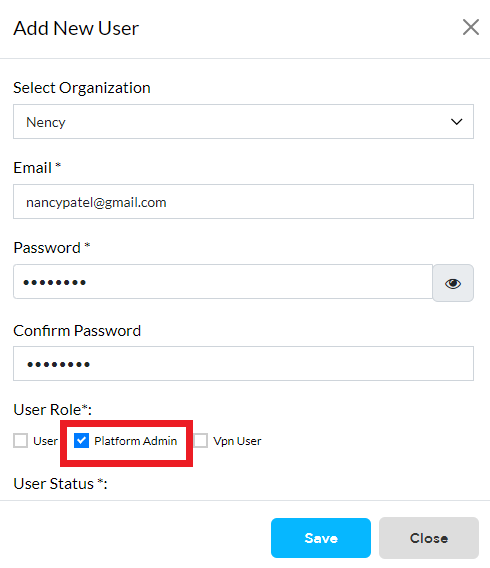 Add New User
Select Organization
Nency
Email *
nancypatel@gmail.com
Password *
••••••••
Confirm Password
••••••••
User Role*:
User Platform Admin Vpn User
User Status *:
Save Close